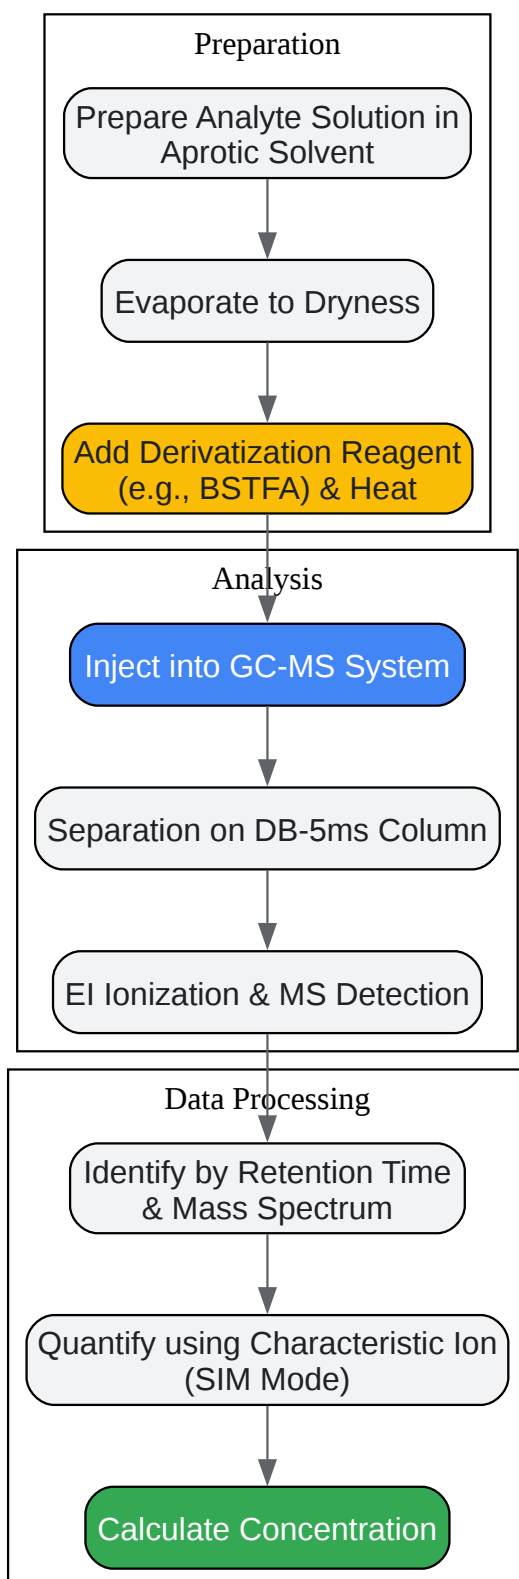 Preparation
Prepare Analyte Solution in
Aprotic Solvent
Evaporate to Dryness
Add Derivatization Reagent
(e.g., BSTFA) & Heat
Analysis
Inject into GC-MS System
Separation on DB-5ms Column
EI Ionization & MS Detection
Data Processing
Identify by Retention Time
& Mass Spectrum
Quantify using Characteristic Ion
(SIM Mode)
Calculate Concentration